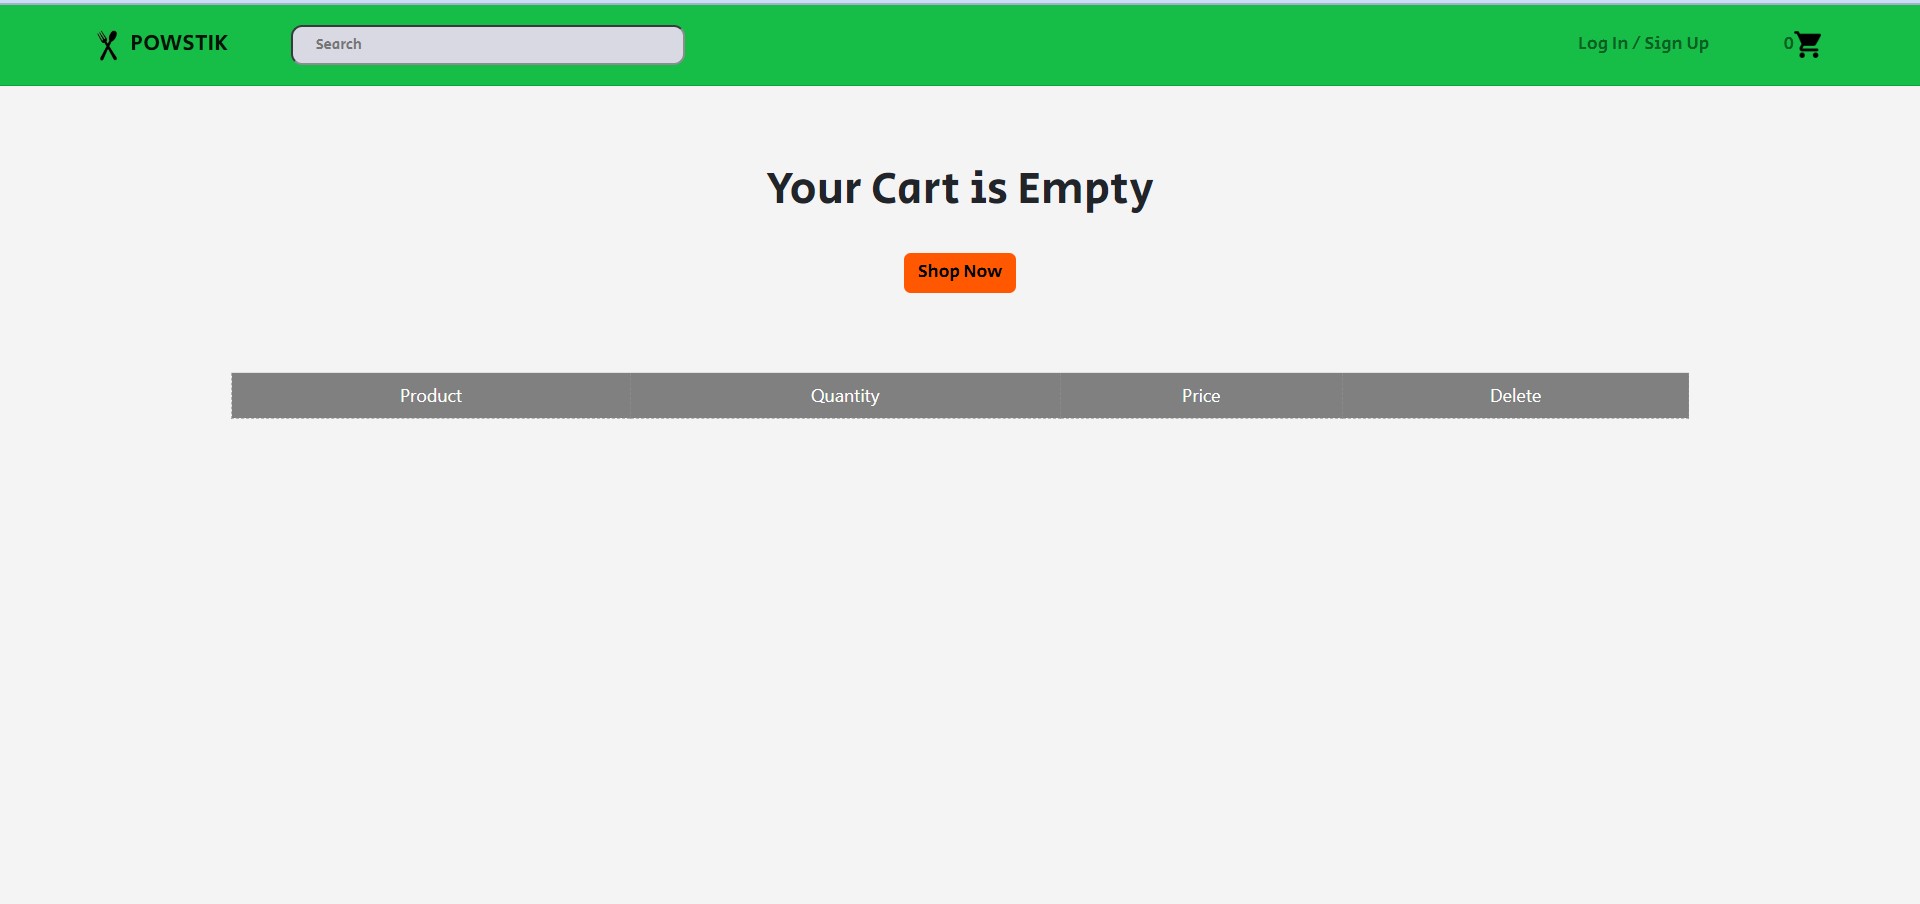 POWSTIK
Search
Log In / Sign Up
0
Your Cart is Empty
Shop Now
Product Quantity Price Delete